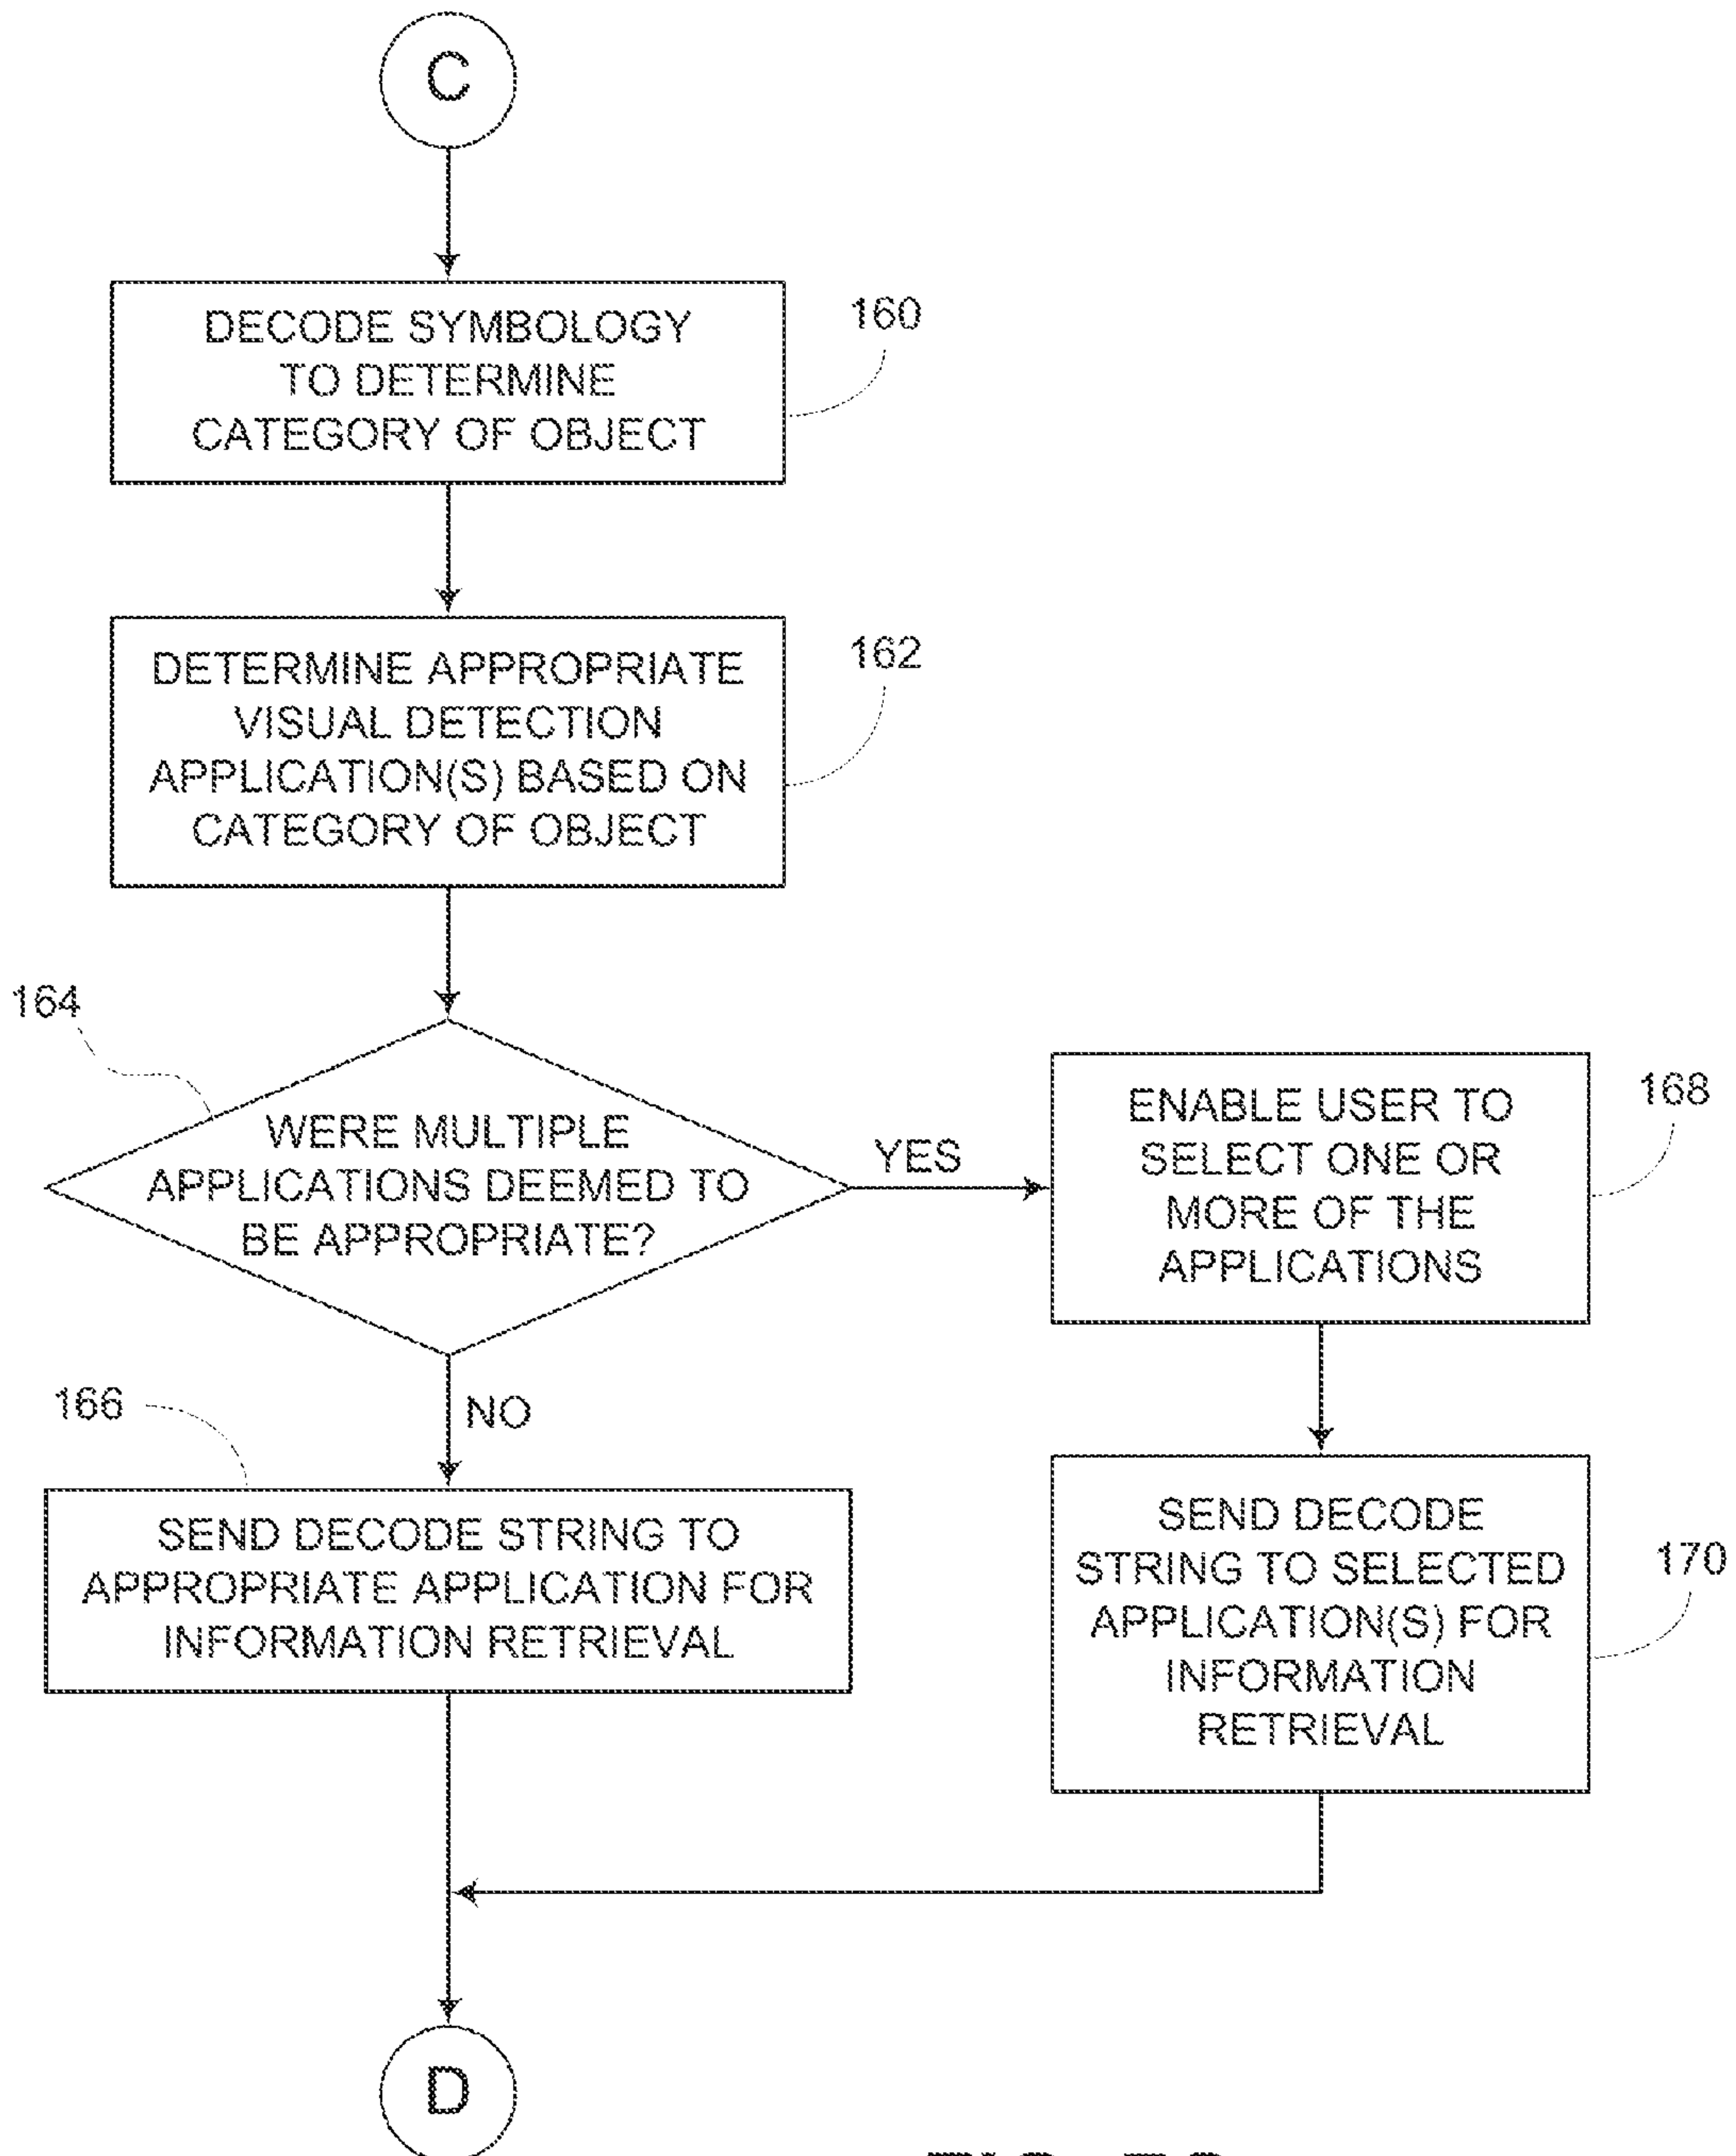 C
DECODE SYMBOLOGY
TO DETERMINE
CATEGORY OF OBJECT
160
DETERMINE APPROPRIATE
VISUAL DETECTION
APPLICATION(S) BASED ON
CATEGORY OF OBJECT
162
164
WERE MULTIPLE
APPLICATIONS DEEMED TO
BE APPROPRIATE?
YES
ENABLE USER TO
SELECT ONE OR
MORE OF THE
APPLICATIONS
168
NO
166
SEND DECODE STRING TO
APPROPRIATE APPLICATION FOR
INFORMATION RETRIEVAL
SEND DECODE
STRING TO SELECTED
APPLICATION(S) FOR
INFORMATION
RETRIEVAL
170
D